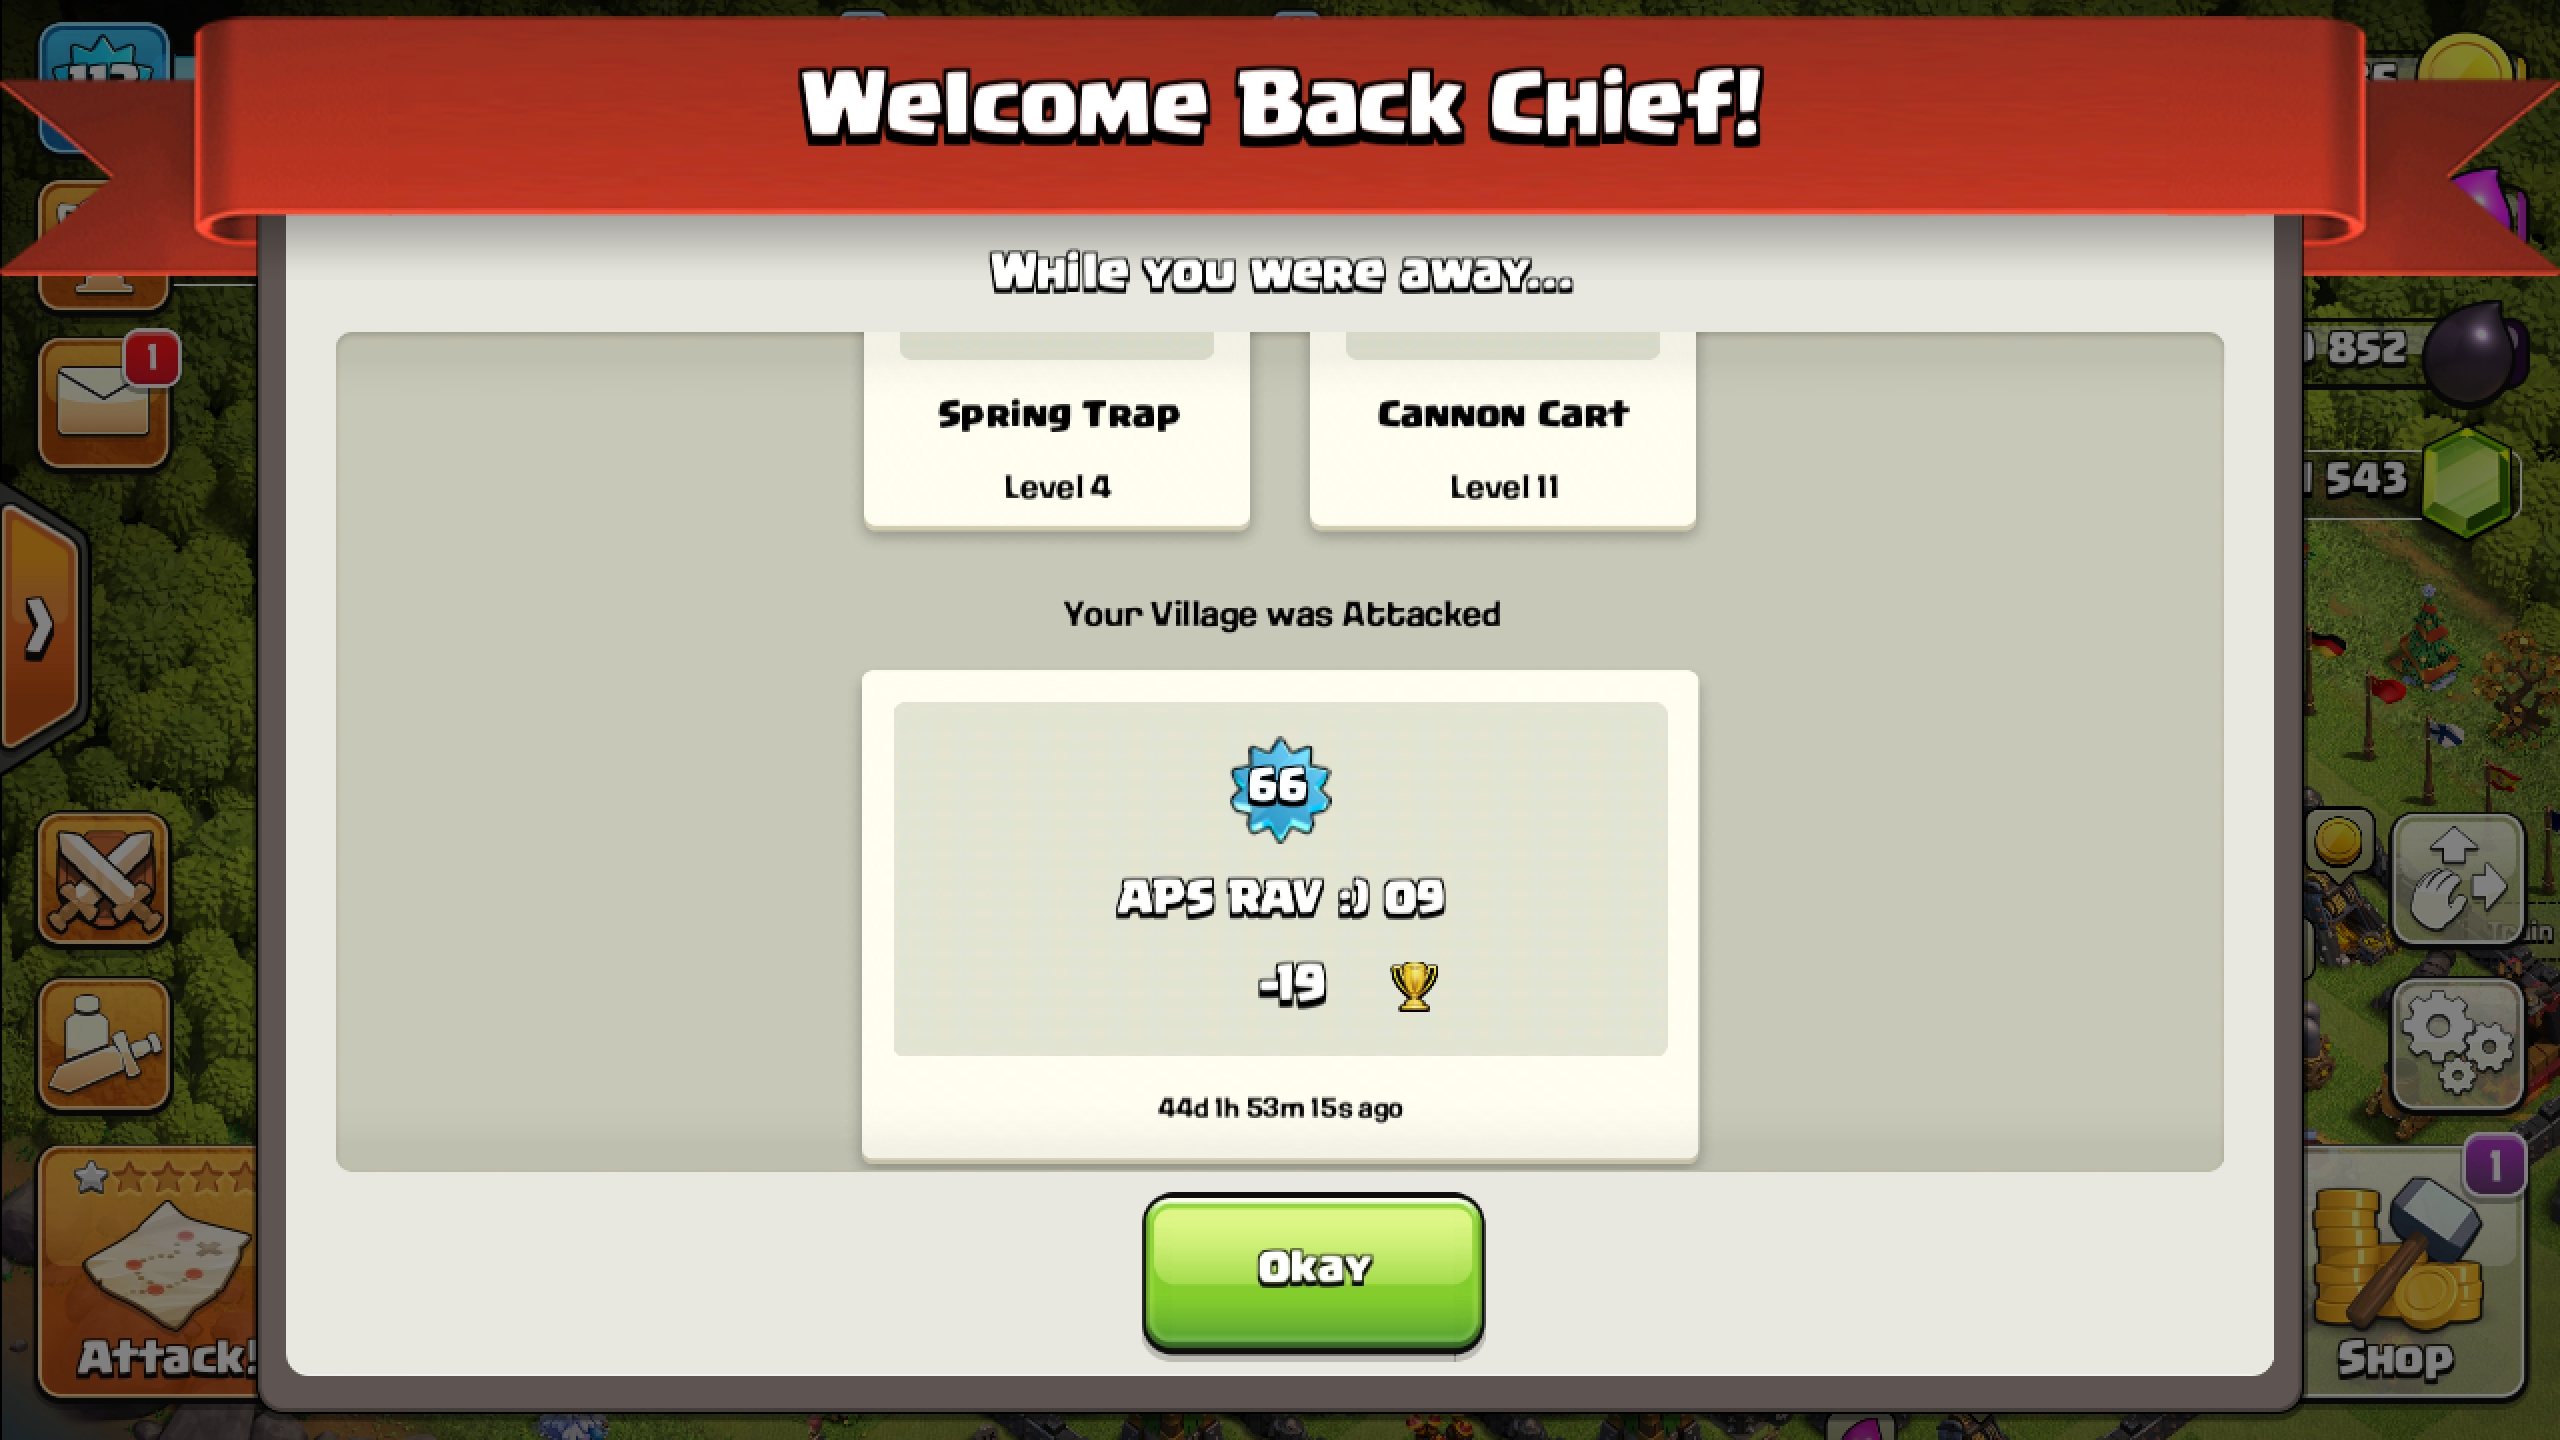 Welcome Back Chief!
While you were away...
1
852
543
Spring Trap
Cannon Cart
Level 4
Level 11
Your Village was Attacked
66
APS RAV :) 09
-19
44d 1h 53m 15s ago
1
Okay
Attack!
Shop